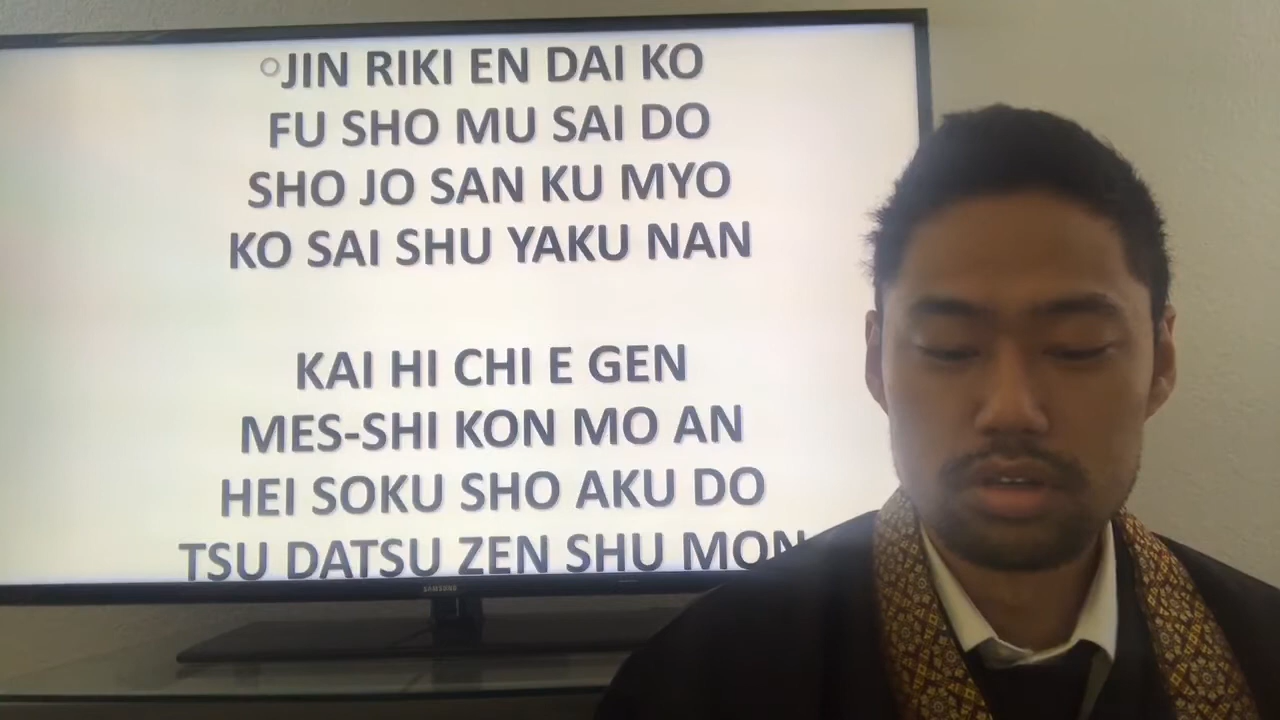 ○JIN RIKI EN DAI KO
FU SHO MU SAI DO
SHO JO SAN KU MYO
KO SAI SHU YAKU NAN
KAI HI CHI E GEN
MES-SHI KON MO AN
HEI SOKU SHO AKU DO
TSU DATSU ZEN SHU MON
SAMSUNG